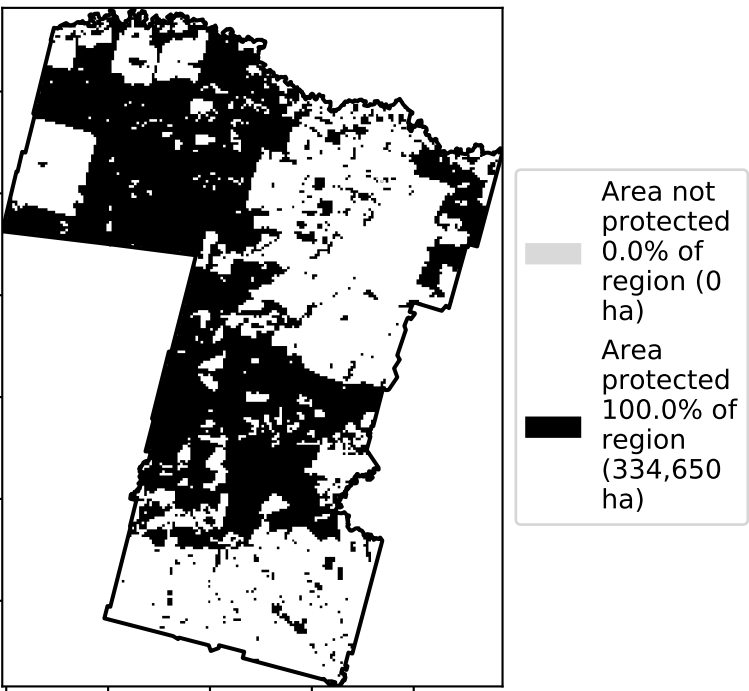 Area not
protected
0.0% of
region (0
ha)
Area
protected
100.0% of
region
(334,650
ha)